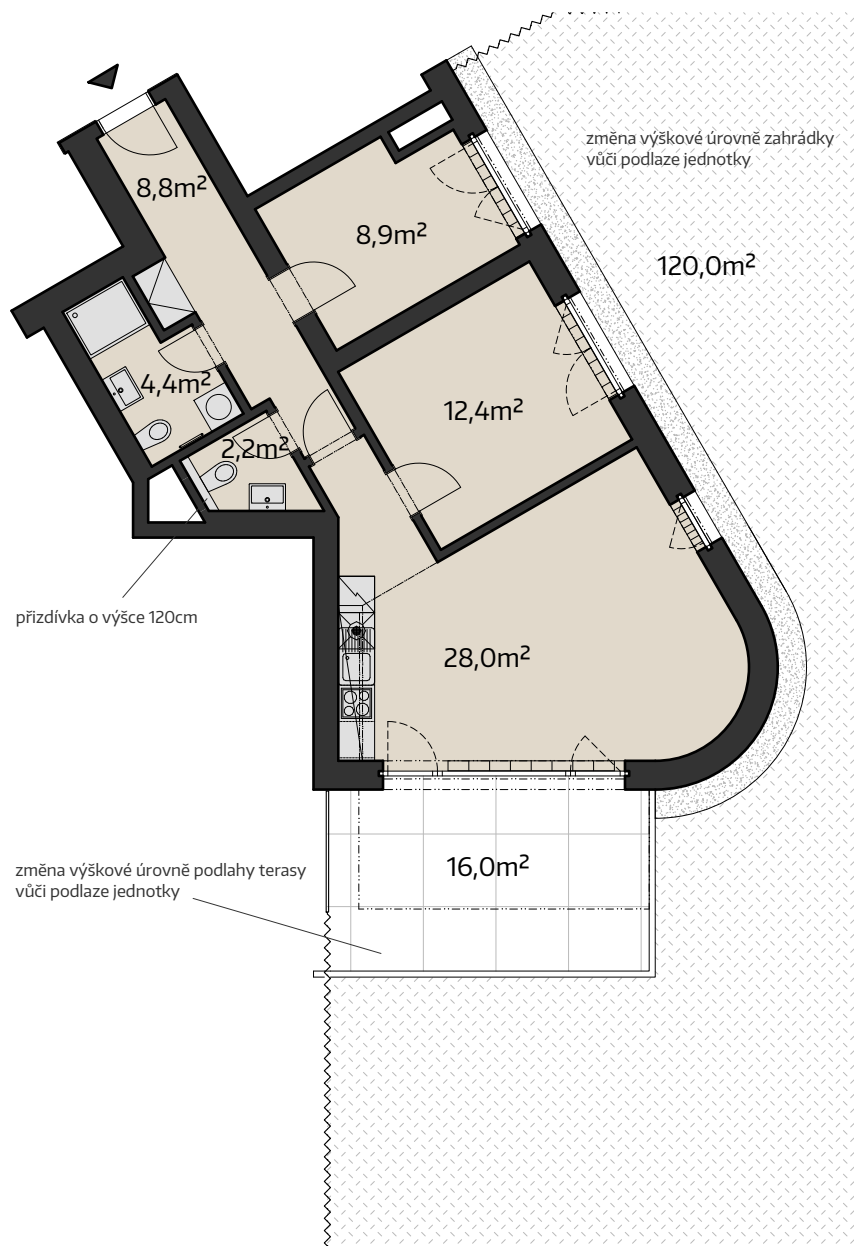 změna výškové úrovně zahrádky
vůči podlaze jednotky
8,8m²
8,9m²
120,0m²
4,4m²
12,4m²
2,2m²
přizdívka o výšce 120cm
28,0m²
16,0m²
změna výškové úrovně podlahy terasy
vůči podlaze jednotky